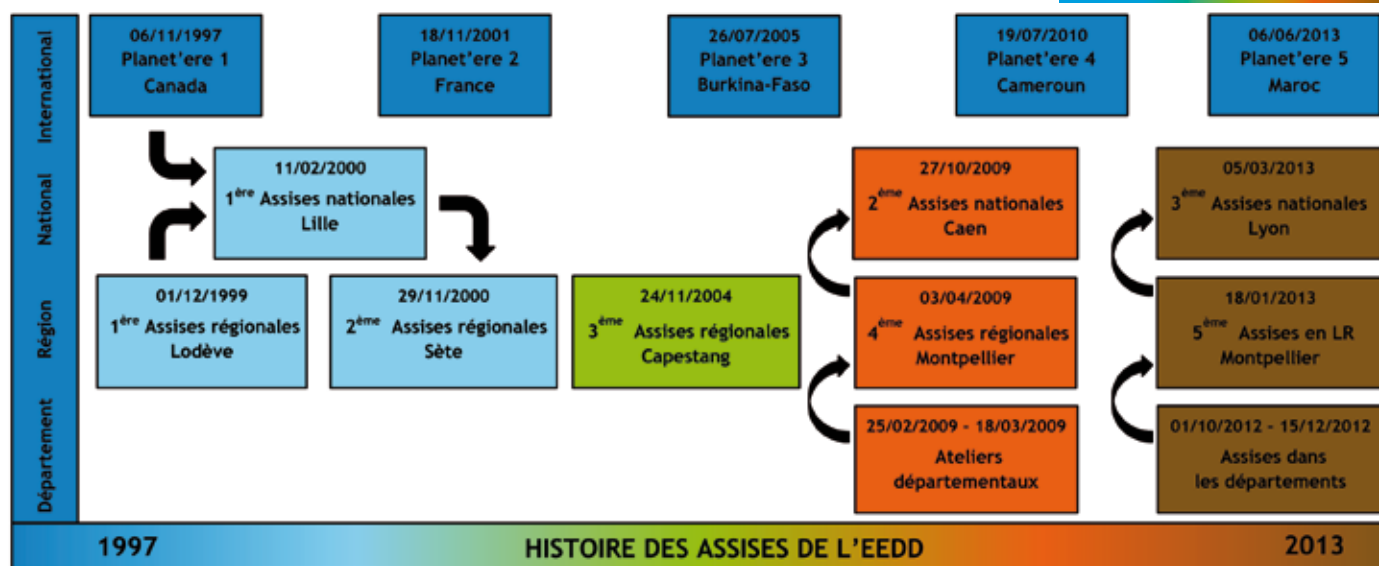 International
06/11/1997
Planet'ere 1
Canada
18/11/2001
Planet'ere 2
France
26/07/2005
Planet'ere 3
Burkina-Faso
19/07/2010
Planet'ere 4
Cameroun
06/06/2013
Planet'ere 5
Maroc
National
11/02/2000
1ère Assises nationales
Lille
27/10/2009
2ème Assises nationales
Caen
05/03/2013
3ème Assises nationales
Lyon
Région
01/12/1999
1ère Assises régionales
Lodève
29/11/2000
2ème Assises régionales
Sète
24/11/2004
3ème Assises régionales
Capestang
03/04/2009
4ème Assises régionales
Montpellier
18/01/2013
5ème Assises en LR
Montpellier
Département
25/02/2009 - 18/03/2009
Ateliers
départementaux
01/10/2012 - 15/12/2012
Assises dans
les départements
1997
HISTOIRE DES ASSISES DE L'EEDD
2013